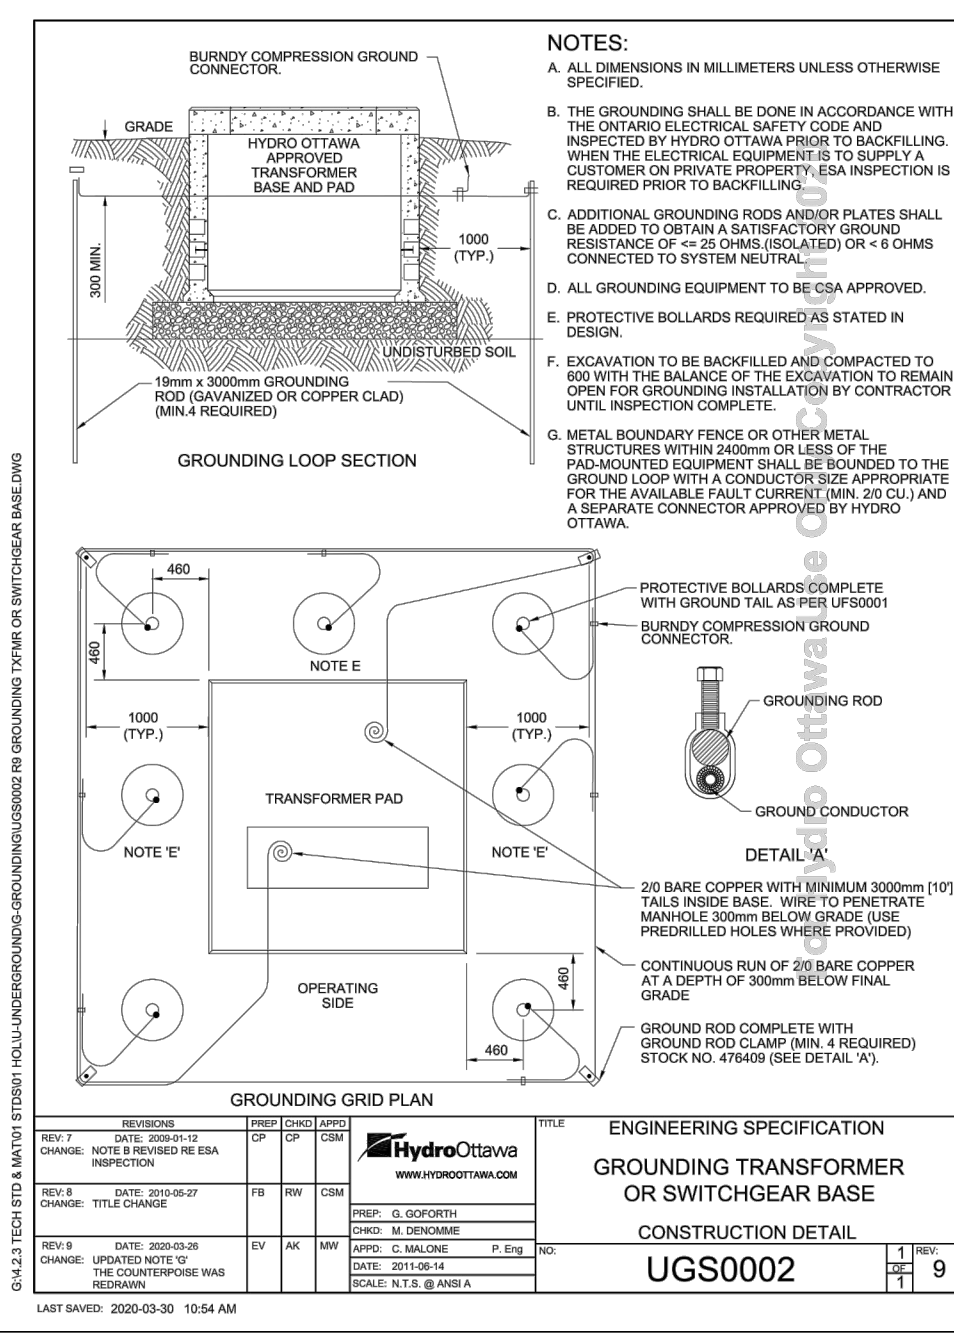 BURNDY COMPRESSION GROUND
CONNECTOR.
GRADE
HYDRO OTTAWA
APPROVED
TRANSFORMER
BASE AND PAD
1000
(TYP.)
300 MIN.
UNDISTURBED SOIL
19mm x 3000mm GROUNDING
ROD (GAVANIZED OR COPPER CLAD)
(MIN.4 REQUIRED)
GROUNDING LOOP SECTION
NOTES:
A. ALL DIMENSIONS IN MILLIMETERS UNLESS OTHERWISE
SPECIFIED.
B. THE GROUNDING SHALL BE DONE IN ACCORDANCE WITH
THE ONTARIO ELECTRICAL SAFETY CODE AND
INSPECTED BY HYDRO OTTAWA PRIOR TO BACKFILLING.
WHEN THE ELECTRICAL EQUIPMENT IS TO SUPPLY A
CUSTOMER ON PRIVATE PROPERTY, ESA INSPECTION IS
REQUIRED PRIOR TO BACKFILLING.
C. ADDITIONAL GROUNDING RODS AND/OR PLATES SHALL
BE ADDED TO OBTAIN A SATISFACTORY GROUND
RESISTANCE OF <= 25 OHMS.(ISOLATED) OR < 6 OHMS
CONNECTED TO SYSTEM NEUTRAL.
D. ALL GROUNDING EQUIPMENT TO BE CSA APPROVED.
E. PROTECTIVE BOLLARDS REQUIRED AS STATED IN
DESIGN.
F. EXCAVATION TO BE BACKFILLED AND COMPACTED TO
600 WITH THE BALANCE OF THE EXCAVATION TO REMAIN
OPEN FOR GROUNDING INSTALLATION BY CONTRACTOR
UNTIL INSPECTION COMPLETE.
G. METAL BOUNDARY FENCE OR OTHER METAL
STRUCTURES WITHIN 2400mm OR LESS OF THE
PAD-MOUNTED EQUIPMENT SHALL BE BOUNDED TO THE
GROUND LOOP WITH A CONDUCTOR SIZE APPROPRIATE
FOR THE AVAILABLE FAULT CURRENT (MIN. 2/0 CU.) AND
A SEPARATE CONNECTOR APPROVED BY HYDRO
OTTAWA.
For Hydro Ottawa Use Only Copyright 2020
460
460
NOTE E
1000
(TYP.)
1000
(TYP.)
TRANSFORMER PAD
NOTE 'E'
NOTE 'E'
OPERATING
SIDE
460
460
GROUNDING GRID PLAN
PROTECTIVE BOLLARDS COMPLETE
WITH GROUND TAIL AS PER UFS0001
BURNDY COMPRESSION GROUND
CONNECTOR.
GROUNDING ROD
GROUND CONDUCTOR
DETAIL 'A'
2/0 BARE COPPER WITH MINIMUM 3000mm [10']
TAILS INSIDE BASE. WIRE TO PENETRATE
MANHOLE 300mm BELOW GRADE (USE
PREDRILLED HOLES WHERE PROVIDED)
CONTINUOUS RUN OF 2/0 BARE COPPER
AT A DEPTH OF 300mm BELOW FINAL
GRADE
GROUND ROD COMPLETE WITH
GROUND ROD CLAMP (MIN. 4 REQUIRED)
STOCK NO. 476409 (SEE DETAIL 'A').
REVISIONS PREP CHKD APPD
REV: 7 DATE: 2009-01-12 CP CP CSM
CHANGE: NOTE B REVISED RE ESA
INSPECTION
REV: 8 DATE: 2010-05-27 FB RW CSM
CHANGE: TITLE CHANGE
REV: 9 DATE: 2020-03-26 EV AK MW
CHANGE: UPDATED NOTE 'G'
THE COUNTERPOISE WAS
REDRAWN
HydroOttawa
WWW.HYDROOTTAWA.COM
PREP: G. GOFORTH
CHKD: M. DENOMME
APPD: C. MALONE P. Eng
DATE: 2011-06-14
SCALE: N.T.S. @ ANSI A
TITLE
ENGINEERING SPECIFICATION
GROUNDING TRANSFORMER
OR SWITCHGEAR BASE
CONSTRUCTION DETAIL
NO:
UGS0002
1
OF
1
REV:
9
LAST SAVED: 2020-03-30 10:54 AM
G:\4.2.3 TECH STD & MAT\01 STDS\01 HOL\U-UNDERGROUND\G-GROUNDING\UGS0002 R9 GROUNDING TXFMR OR SWITCHGEAR BASE.DWG